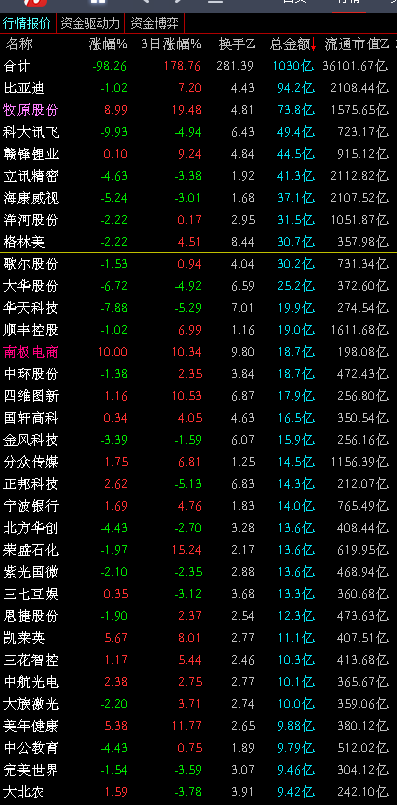 行情报价 资金驱动力 资金博弈
名称 涨幅% 3日涨幅% 换手Z 总金额↓ 流通市值Z
合计 -98.26 178.76 281.39 1030亿 36101.67亿
比亚迪 -1.02 7.20 4.43 94.2亿 2108.44亿
牧原股份 8.99 19.48 4.81 73.8亿 1575.65亿
科大讯飞 -9.93 -4.94 6.43 49.4亿 723.17亿
赣锋锂业 0.10 9.24 4.84 44.5亿 915.12亿
立讯精密 -4.63 -3.38 1.92 41.3亿 2112.82亿
海康威视 -5.24 -3.01 1.68 37.1亿 2107.52亿
洋河股份 -2.22 0.17 2.95 31.5亿 1051.87亿
格林美 -2.22 4.51 8.44 30.7亿 357.98亿
歌尔股份 -1.53 0.94 4.04 30.2亿 731.34亿
大华股份 -6.72 -4.92 6.59 25.2亿 372.60亿
华天科技 -7.88 -5.29 7.01 19.9亿 274.54亿
顺丰控股 -1.02 6.99 1.16 19.0亿 1611.68亿
南极电商 10.00 10.34 9.80 18.7亿 198.08亿
中环股份 -1.38 2.35 3.84 18.7亿 472.43亿
四维图新 1.16 10.53 6.87 17.9亿 256.80亿
国轩高科 0.34 4.05 4.63 16.5亿 350.54亿
金风科技 -3.39 -1.59 6.07 15.9亿 256.16亿
分众传媒 1.75 6.81 1.25 14.5亿 1156.39亿
正邦科技 2.62 -5.13 6.83 14.3亿 212.07亿
宁波银行 1.69 4.76 1.83 14.0亿 765.49亿
北方华创 -4.43 -2.70 3.28 13.6亿 408.44亿
荣盛石化 -1.97 15.24 2.17 13.6亿 619.95亿
紫光国微 -2.10 -2.35 2.88 13.6亿 468.94亿
三七互娱 0.35 -3.12 3.68 13.3亿 360.68亿
恩捷股份 -1.90 2.37 2.54 12.3亿 473.63亿
凯莱英 5.67 8.01 2.77 11.1亿 407.51亿
三花智控 1.17 5.44 2.46 10.3亿 413.68亿
中航光电 2.38 2.75 2.77 10.1亿 365.67亿
大族激光 -2.20 3.71 2.74 10.0亿 359.06亿
美年健康 5.38 11.77 2.65 9.88亿 380.12亿
中公教育 -4.43 0.75 1.89 9.79亿 512.02亿
完美世界 -1.54 -3.59 3.07 9.46亿 304.12亿
大北农 1.59 -3.78 3.91 9.42亿 242.10亿